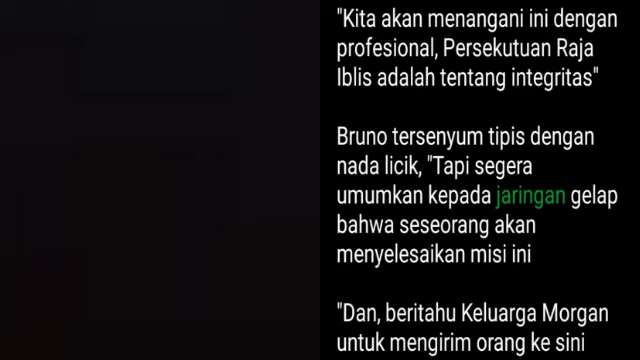 "Kita akan menangani ini dengan
profesional, Persekutuan Raja
Iblis adalah tentang integritas"
Bruno tersenyum tipis dengan
nada licik, "Tapi segera
umumkan kepada jaringan gelap
bahwa seseorang akan
menyelesaikan misi ini
"Dan, beritahu Keluarga Morgan
untuk mengirim orang ke sini